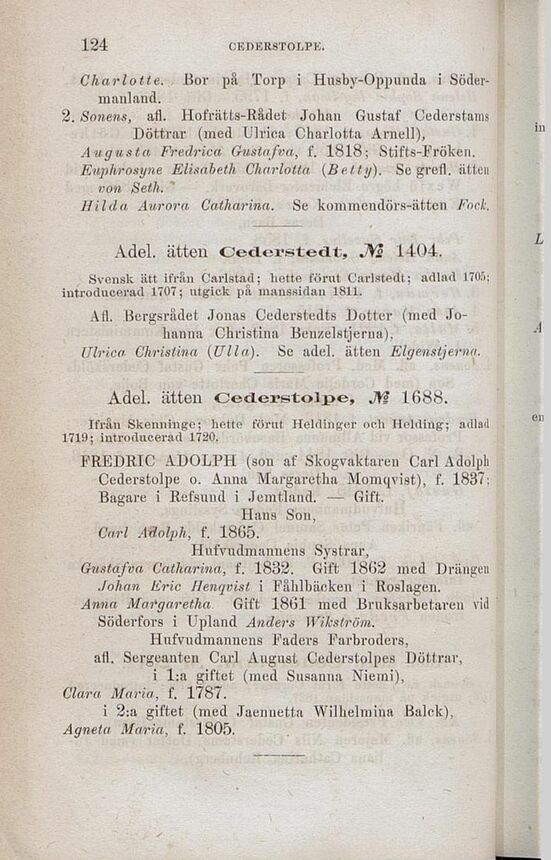 124 CEDERSTOLPE.
Charlotte. Bor på Torp i Husby-Oppunda i Söder-
manland.
2. Sonens, afl. Hofrätts-Rådet Johan Gustaf Cederstams
Döttrar (med Ulrica Charlotta Arnell),
Augusta Fredrica Gustafva, f. 1818; Stifts-Fröken.
Euphrosyne Elisabeth Charlotta (Betty). Se grefl. ätten
von Seth.
Hilda Aurora Catharina. Se kommendörs-ätten Fock.
Adel. ätten Cederstedt, № 1404.
Svensk ätt ifrån Carlstad; hette förut Carlstedt; adlad 1705;
introducerad 1707; utgick på manssidan 1811.
Afl. Bergsrådet Jonas Cederstedts Dotter (med Jo-
hanna Christina Benzelstjerna),
Ulrica Christina (Ulla). Se adel. ätten Elgenstjerna.
Adel. ätten Cederstolpe, № 1688.
Ifrån Skenninge; hette förut Heldinger och Helding; adlad
1719; introducerad 1720.
FREDRIC ADOLPH (son af Skogvaktaren Carl Adolph
Cederstolpe o. Anna Margaretha Momqvist), f. 1837;
Bagare i Refsund i Jemtland. — Gift.
Hans Son,
Carl Adolph, f. 1865.
Hufvudmannens Systrar,
Gustafva Catharina, f. 1832. Gift 1862 med Drängen
Johan Eric Henqvist i Fåhlbäcken i Roslagen.
Anna Margaretha. Gift 1861 med Bruksarbetaren vid
Söderfors i Upland Anders Wikström.
Hufvudmannens Faders Farbroders,
afl. Sergeanten Carl August Cederstolpes Döttrar,
i 1:a giftet (med Susanna Niemi),
Clara Maria, f. 1787.
i 2:a giftet (med Jaennetta Wilhelmina Balck),
Agneta Maria, f. 1805.
in
L
A
en